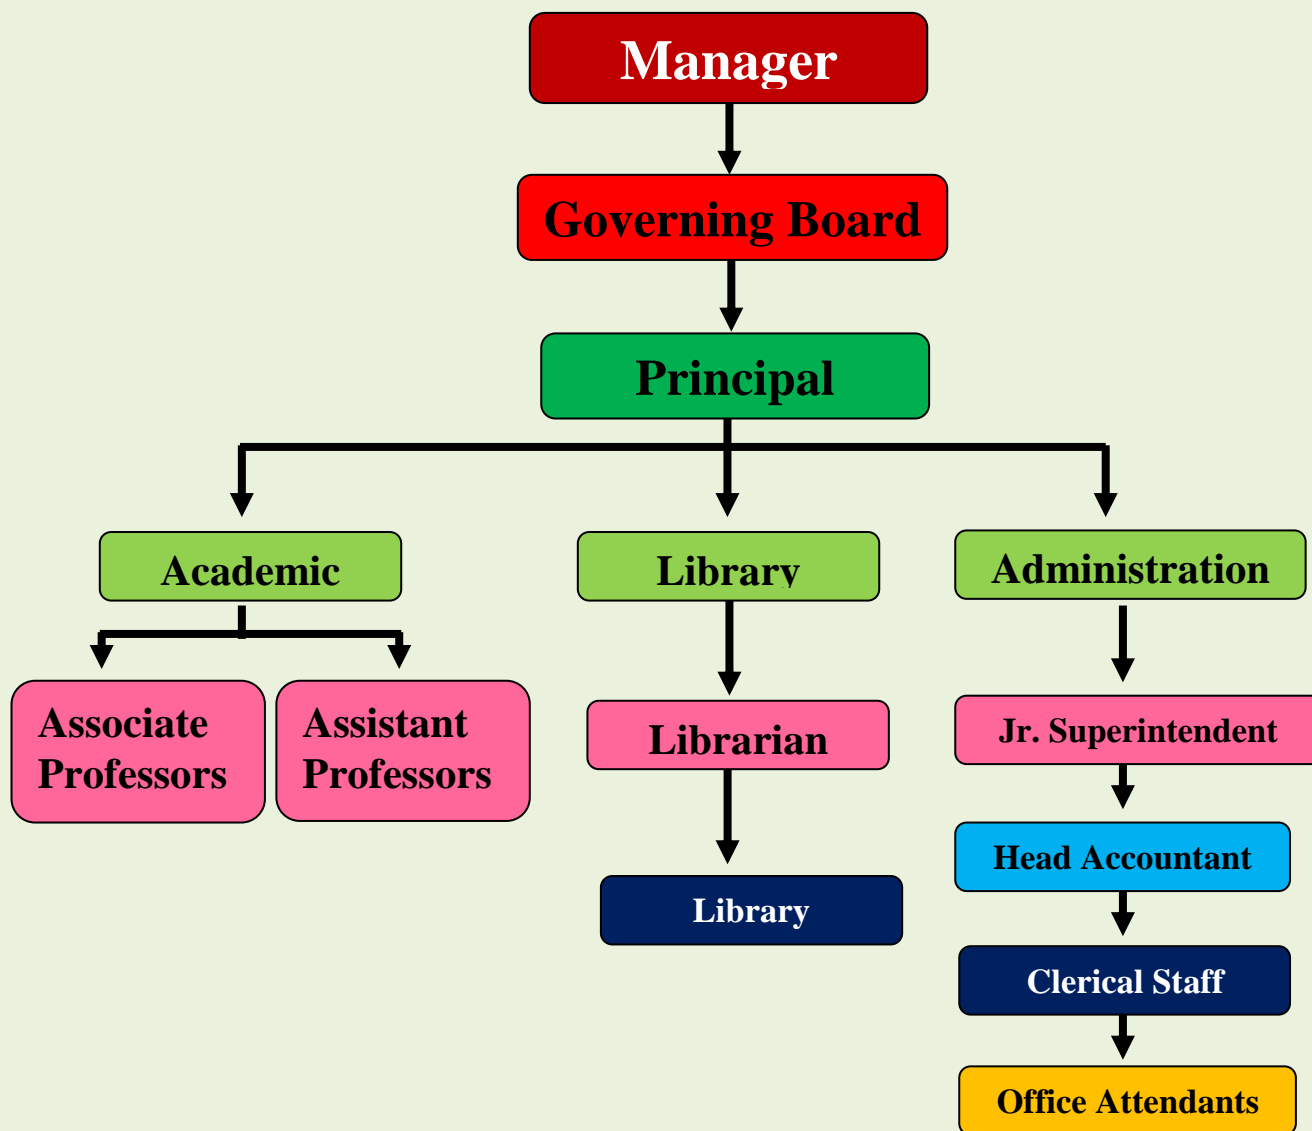 Manager
Governing Board
Principal
Academic
Library
Administration
Associate
Professors
Assistant
Professors
Librarian
Jr. Superintendent
Head Accountant
Library
Clerical Staff
Office Attendants